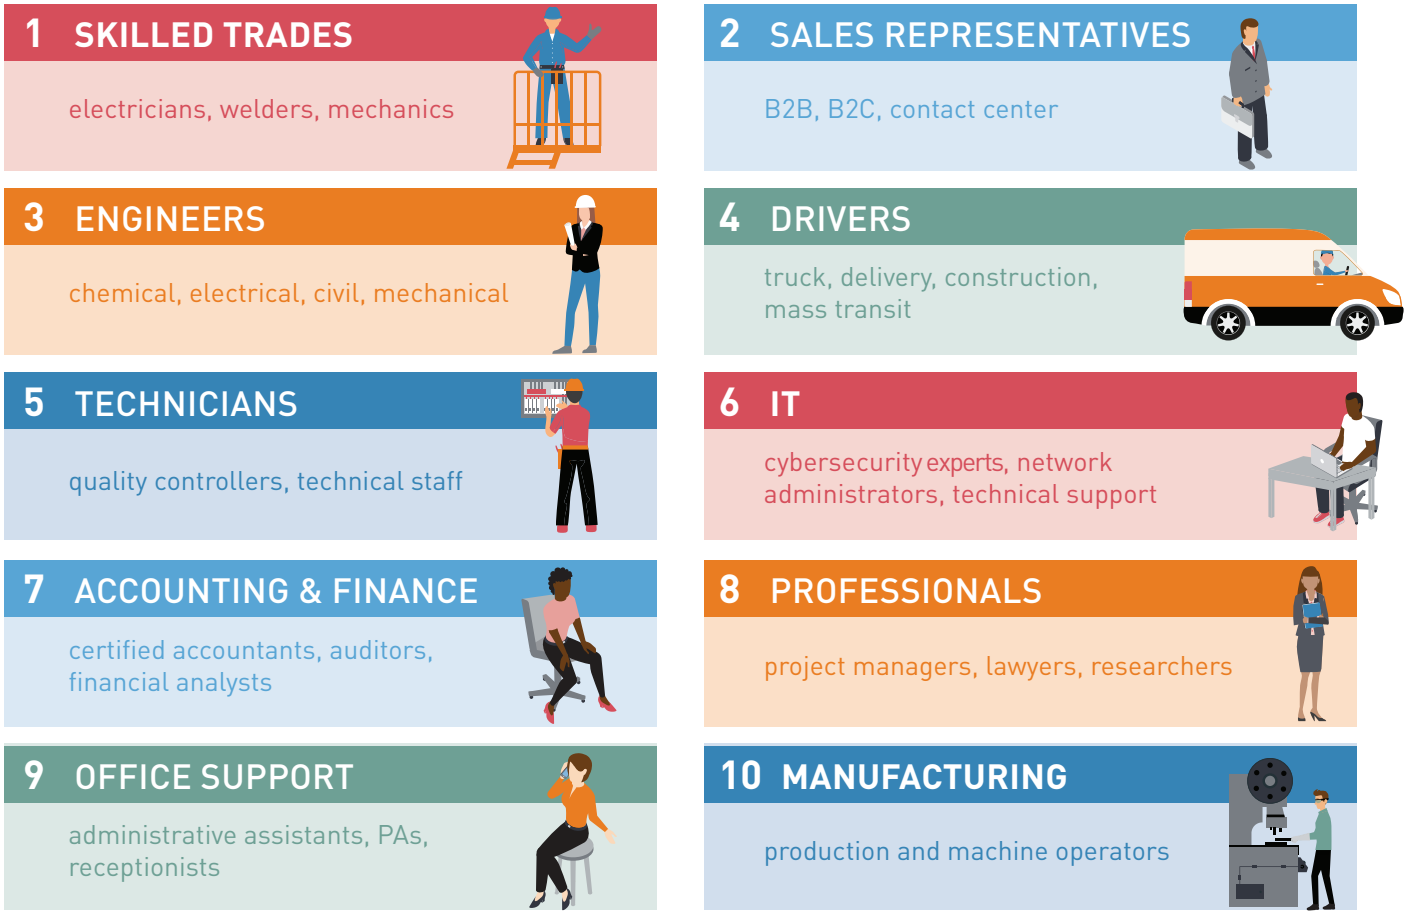 1 SKILLED TRADES
electricians, welders, mechanics
2 SALES REPRESENTATIVES
B2B, B2C, contact center
3 ENGINEERS
chemical, electrical, civil, mechanical
4 DRIVERS
truck, delivery, construction,
mass transit
5 TECHNICIANS
quality controllers, technical staff
6 IT
cybersecurity experts, network
administrators, technical support
7 ACCOUNTING & FINANCE
certified accountants, auditors,
financial analysts
8 PROFESSIONALS
project managers, lawyers, researchers
9 OFFICE SUPPORT
administrative assistants, PAs,
receptionists
10 MANUFACTURING
production and machine operators